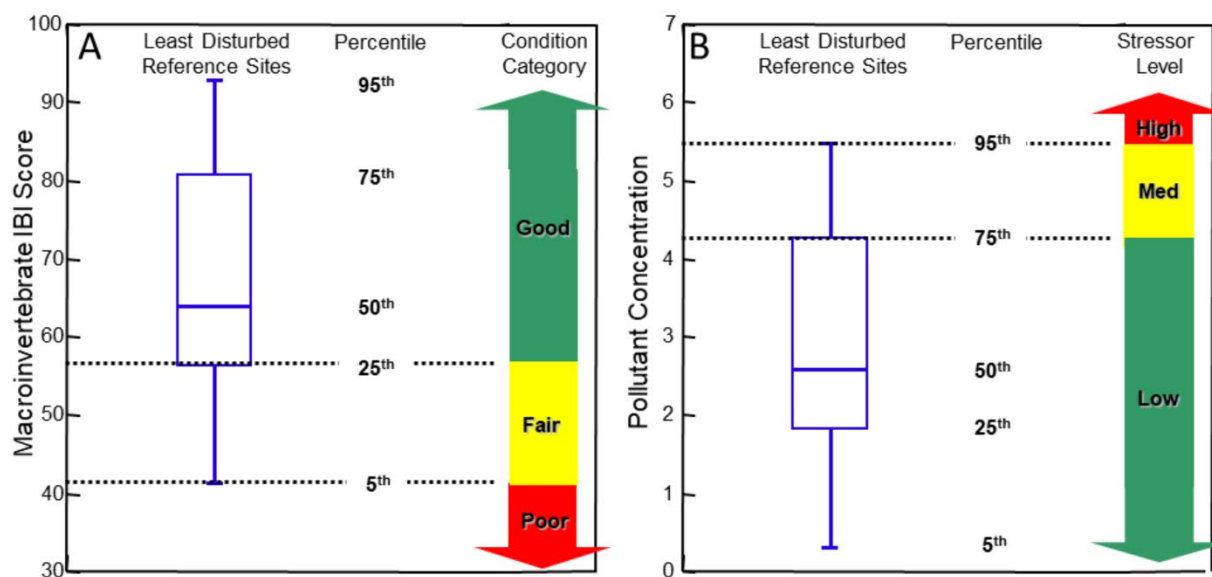 A
Least Disturbed
Reference Sites
Percentile
Condition
Category
Macroinvertebrate IBI Score
100
90
80
70
60
50
40
30
95th
75th
50th
25th
5th
Good
Fair
Poor
B
Least Disturbed
Reference Sites
Percentile
Stressor
Level
Pollutant Concentration
7
6
5
4
3
2
1
0
95th
75th
50th
25th
5th
High
Med
Low